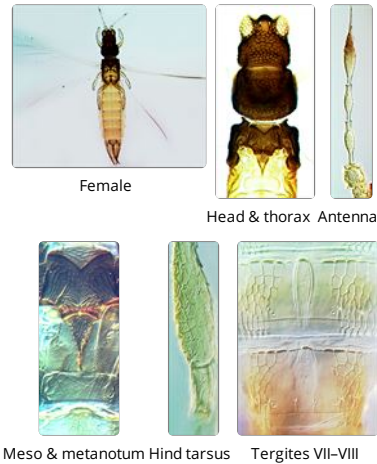 Female
Head & thorax Antenna
Meso & metanotum Hind tarsus Tergites VII–VIII